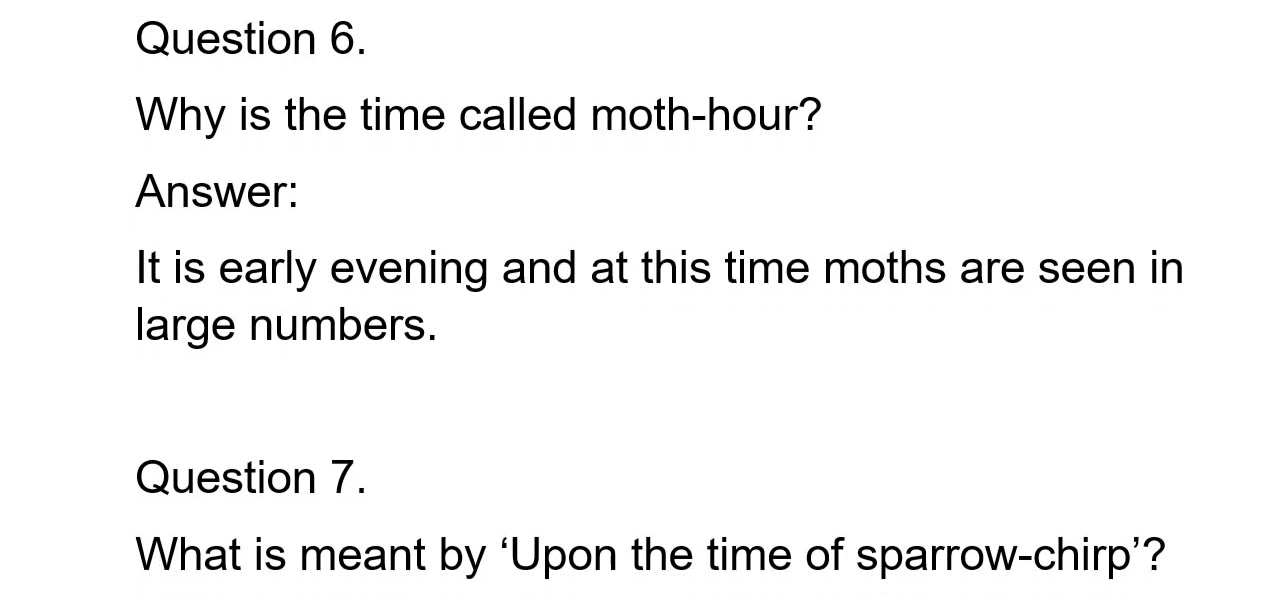 Question 6.
Why is the time called moth-hour?
Answer:
It is early evening and at this time moths are seen in
large numbers.
Question 7.
What is meant by ‘Upon the time of sparrow-chirp’?